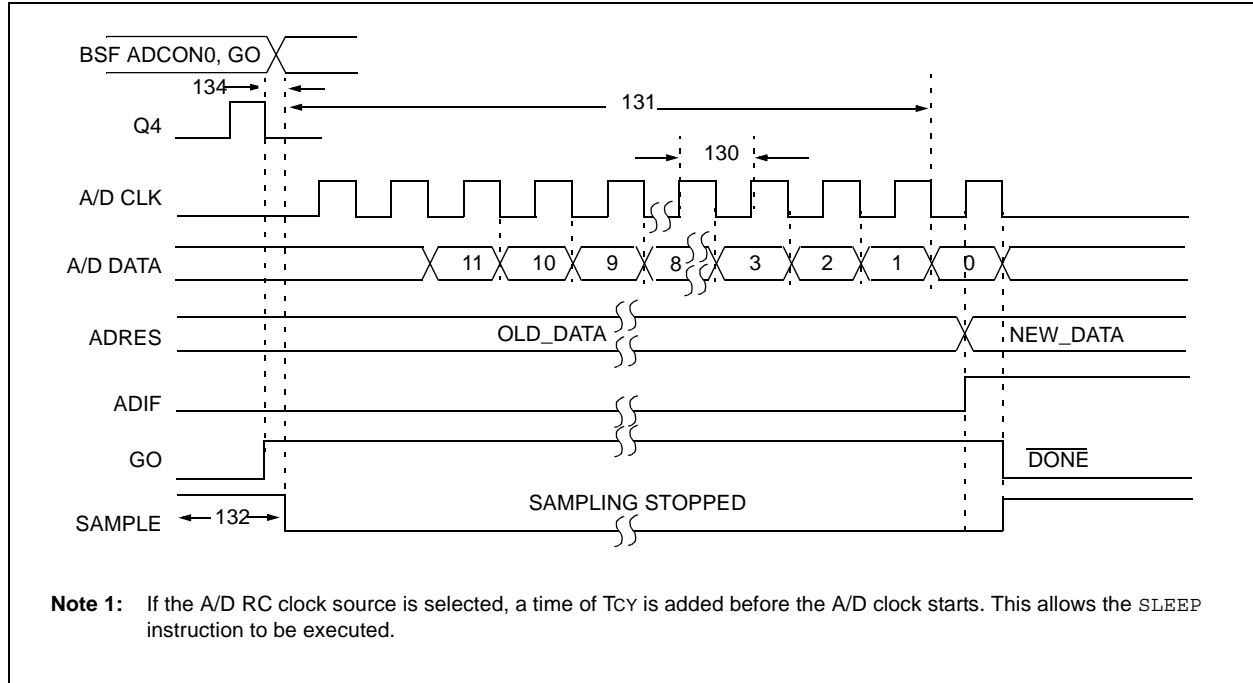 BSF ADCON0, GO
134
131
Q4
130
A/D CLK
A/D DATA 11 10 9 8 3 2 1 0
ADRES OLD_DATA NEW_DATA
ADIF
GO DONE
SAMPLING STOPPED
SAMPLE 132
Note 1: If the A/D RC clock source is selected, a time of TCY is added before the A/D clock starts. This allows the SLEEP
instruction to be executed.